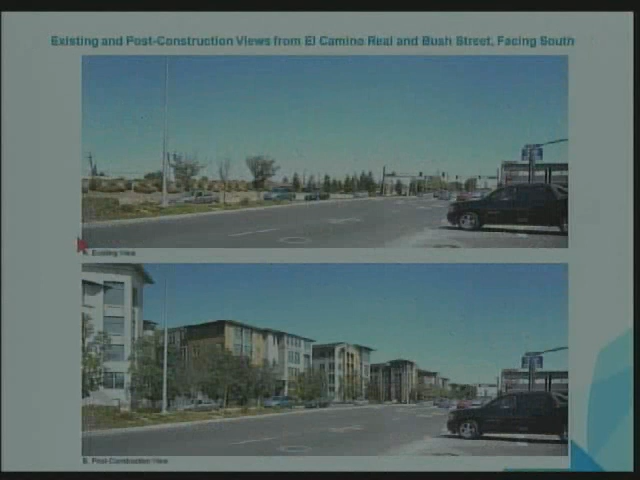 Existing and Post-Construction Views from El Camino Real and Bush Street, Facing South
A. Existing View
B. Post-Construction View